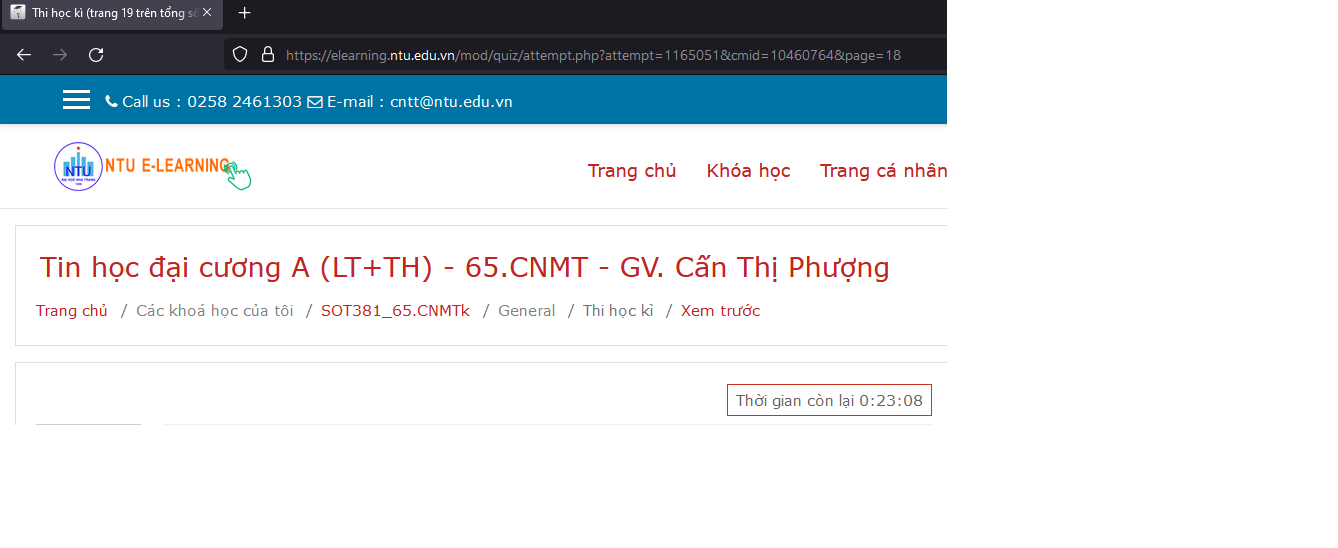 Thi học kì (trang 19 trên tổng số
https://elearning.ntu.edu.vn/mod/quiz/attempt.php?attempt=1165051&cmid=10460764&page=18
Call us : 0258 2461303 E-mail : cntt@ntu.edu.vn
NTU
NTU E-LEARNING
Trang chủ Khóa học Trang cá nhân
Tin học đại cương A (LT+TH) - 65.CNMT - GV. Cấn Thị Phượng
Trang chủ / Các khoá học của tôi / SOT381_65.CNMTk / General / Thi học kì / Xem trước
Thời gian còn lại 0:23:08